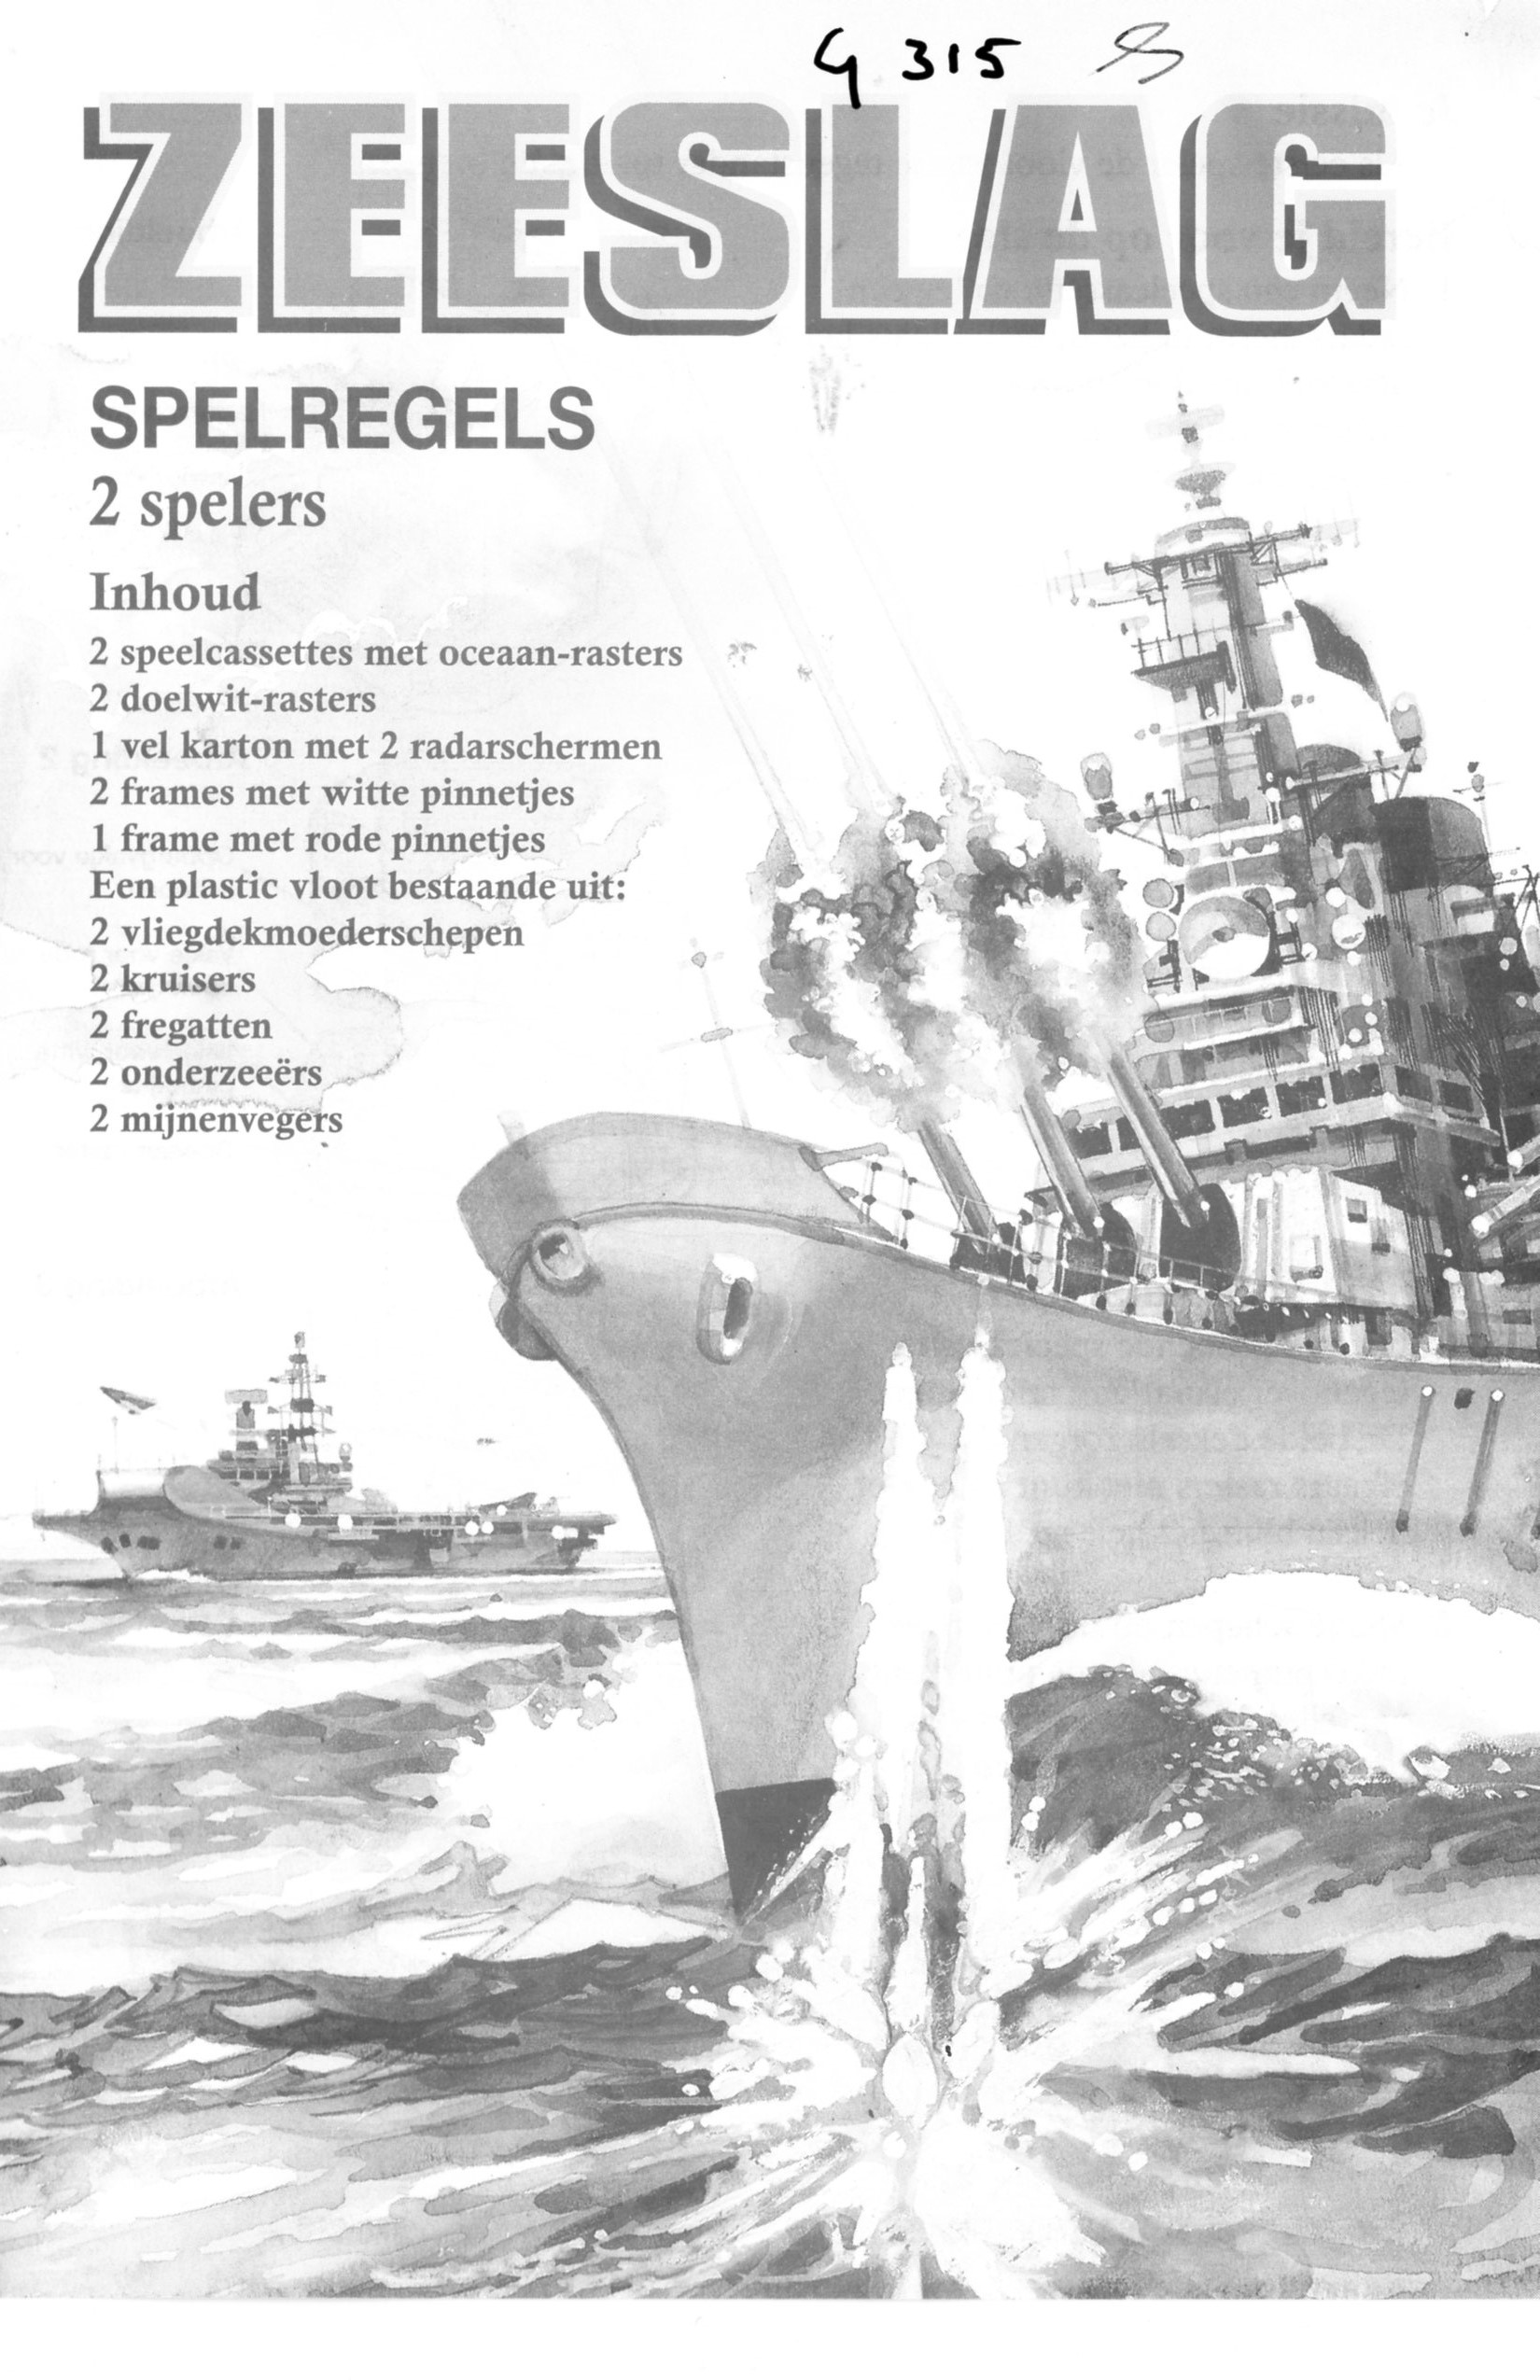 G 315
ZEESLAG
SPELREGELS
2 spelers
Inhoud
2 speelcassettes met oceaan-rasters
2 doelwit-rasters
1 vel karton met 2 radarschermen
2 frames met witte pinnetjes
1 frame met rode pinnetjes
Een plastic vloot bestaande uit:
2 vliegdekmoederschepen
2 kruisers
2 fregatten
2 onderzeeërs
2 mijnenvegers